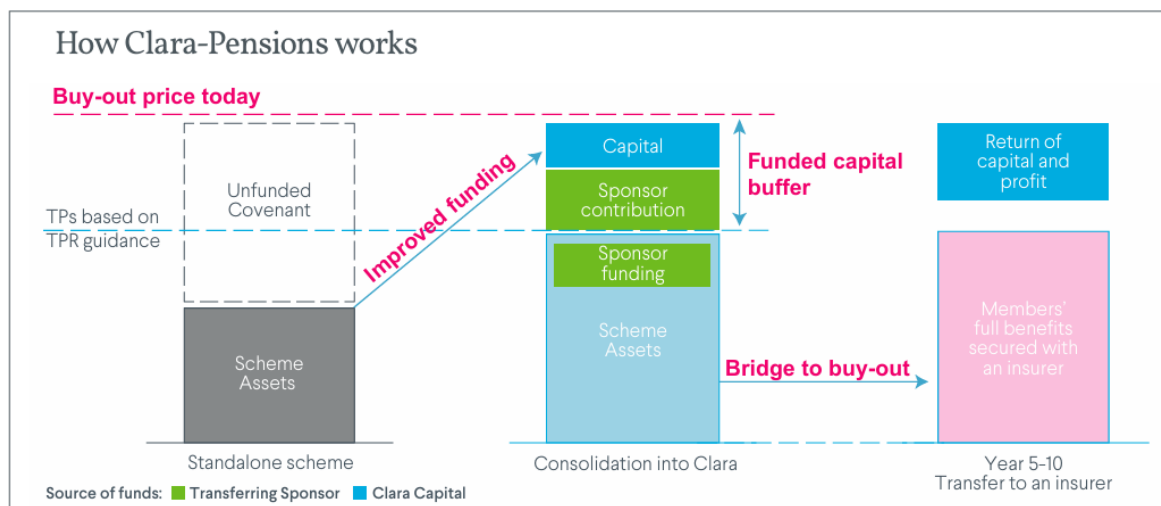 How Clara-Pensions works
Buy-out price today
Unfunded
Covenant
TPs based on
TPR guidance
Scheme
Assets
Standalone scheme
Improved funding
Capital
Sponsor
contribution
Sponsor
funding
Scheme
Assets
Consolidation into Clara
Funded capital
buffer
Bridge to buy-out
Return of
capital and
profit
Members'
full benefits
secured with
an insurer
Year 5-10
Transfer to an insurer
Source of funds: Transferring Sponsor Clara Capital